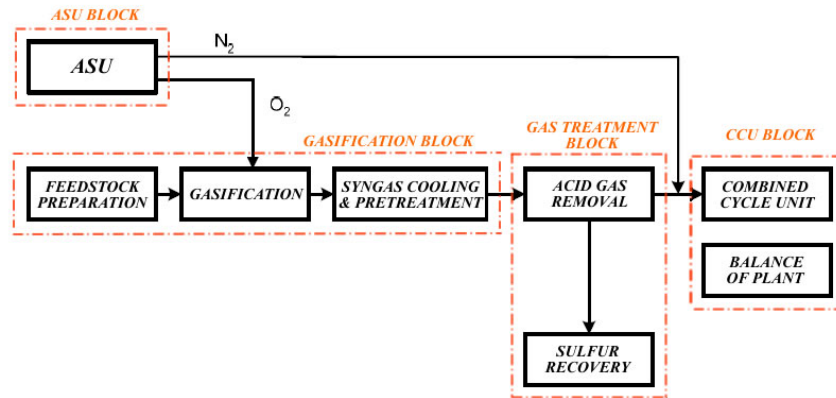 ASU BLOCK
ASU
N2
O2
GASIFICATION BLOCK
GAS TREATMENT
BLOCK
CCU BLOCK
FEEDSTOCK
PREPARATION
GASIFICATION
SYNGAS COOLING
& PRETREATMENT
ACID GAS
REMOVAL
COMBINED
CYCLE UNIT
BALANCE
OF PLANT
SULFUR
RECOVERY